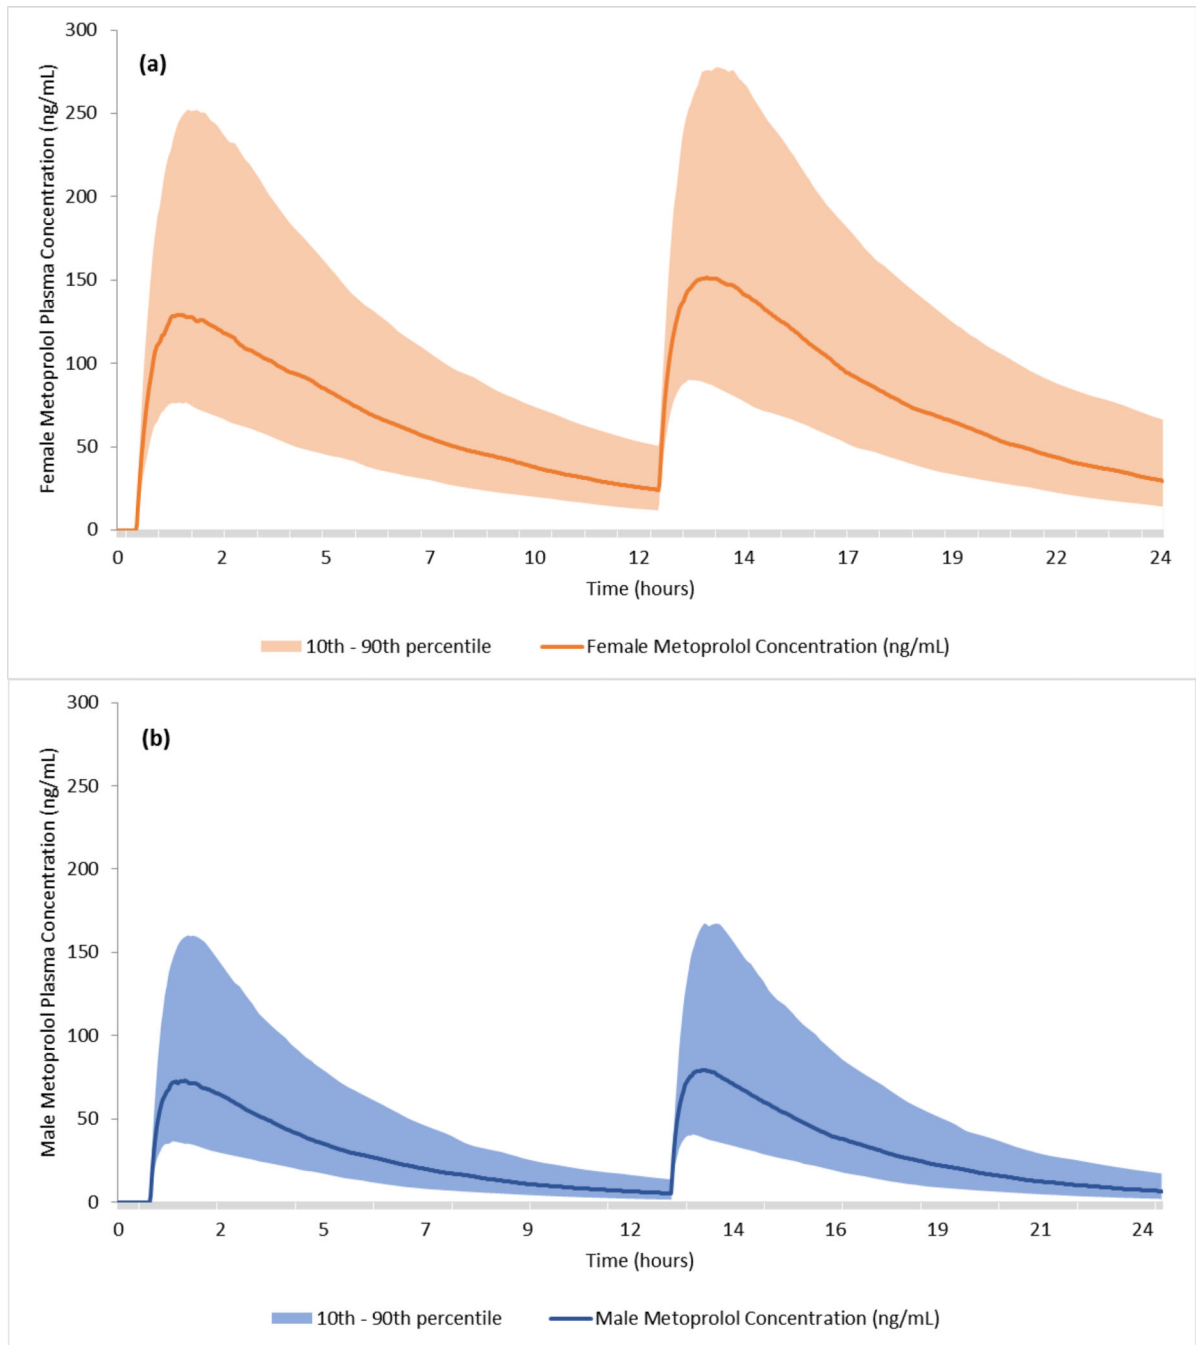 300
(a)
250
200
150
100
50
0
Female Metoprolol Plasma Concentration (ng/mL)
0 2 5 7 10 12 14 17 19 22 24
Time (hours)
10th - 90th percentile Female Metoprolol Concentration (ng/mL)
300
(b)
250
200
150
100
50
0
Male Metoprolol Plasma Concentration (ng/mL)
0 2 5 7 9 12 14 16 19 21 24
Time (hours)
10th - 90th percentile Male Metoprolol Concentration (ng/mL)